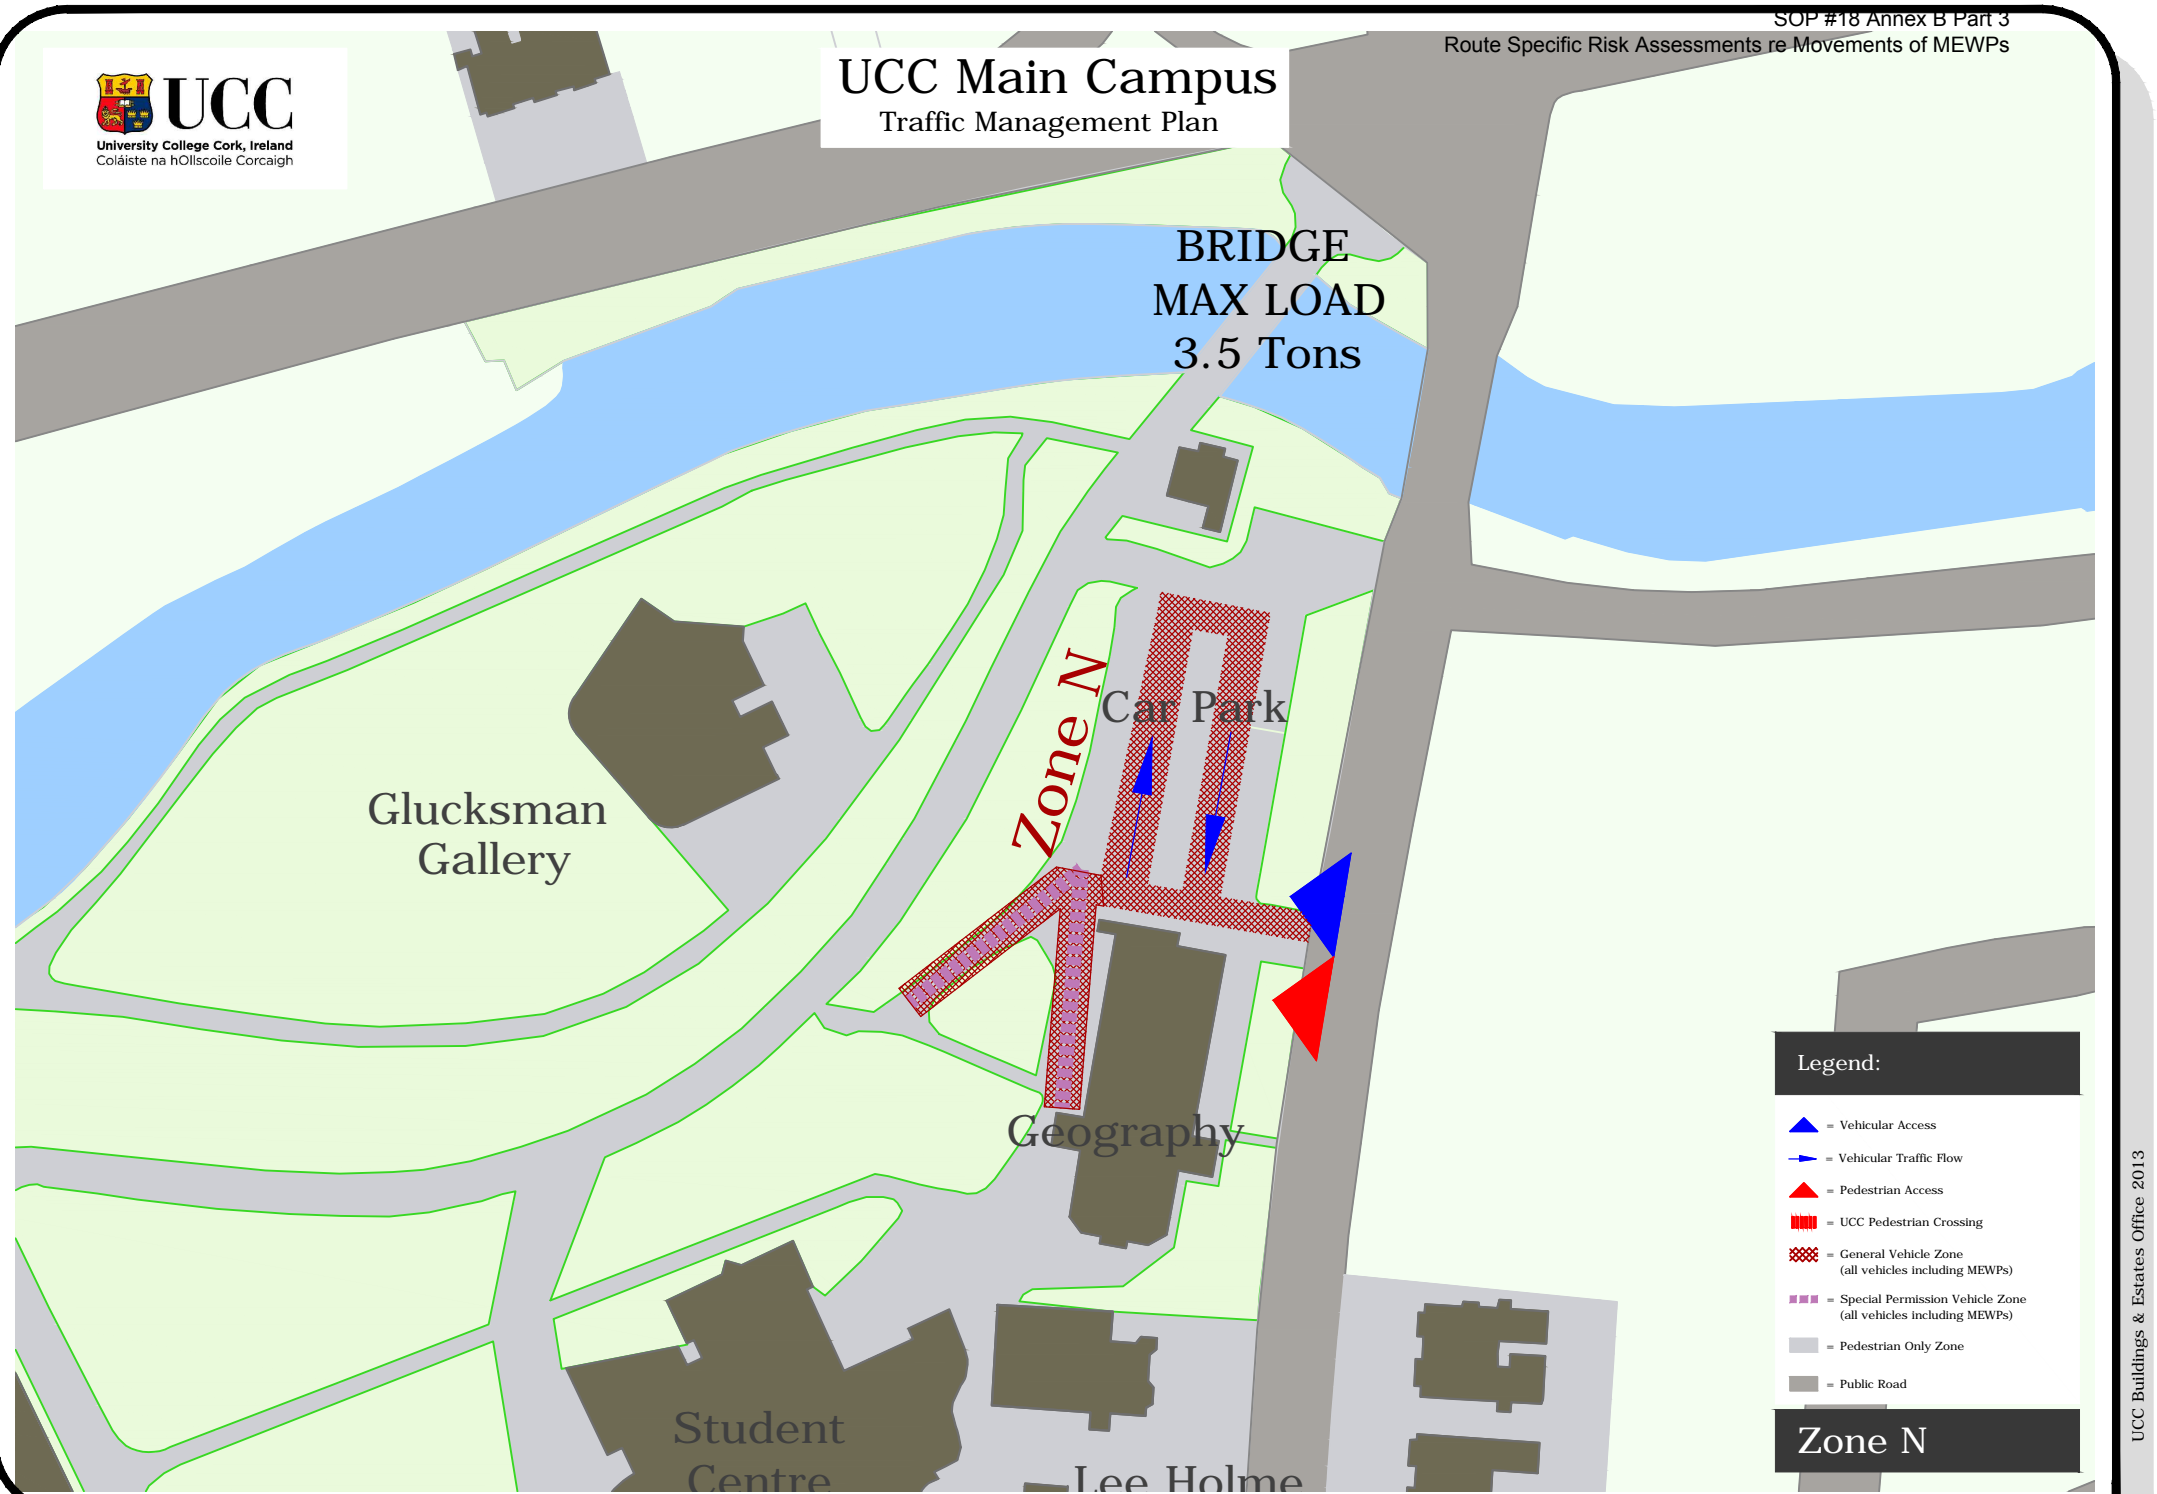 SOP #18 Annex B Part 3
Route Specific Risk Assessments re Movements of MEWPs
UCC
University College Cork, Ireland
Coláiste na hOllscoile Corcaigh
UCC Main Campus
Traffic Management Plan
BRIDGE
MAX LOAD
3.5 Tons
Zone N
Car Park
Glucksman
Gallery
Geography
Student
Centre
Lee Holme
Legend:
= Vehicular Access
= Vehicular Traffic Flow
= Pedestrian Access
= UCC Pedestrian Crossing
= General Vehicle Zone
(all vehicles including MEWPs)
= Special Permission Vehicle Zone
(all vehicles including MEWPs)
= Pedestrian Only Zone
= Public Road
Zone N
UCC Buildings & Estates Office 2013